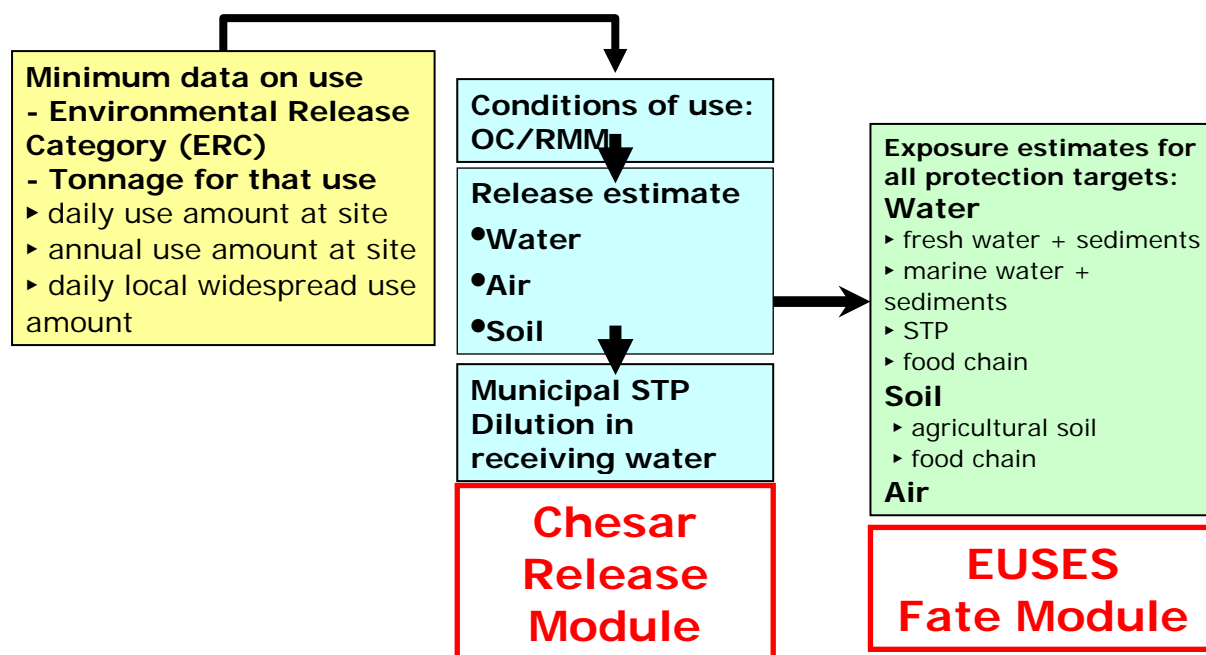 Minimum data on use
- Environmental Release
Category (ERC)
- Tonnage for that use
▸ daily use amount at site
▸ annual use amount at site
▸ daily local widespread use
amount
Conditions of use:
OC/RMM
Release estimate
•Water
•Air
•Soil
Municipal STP
Dilution in
receiving water
Chesar
Release
Module
Exposure estimates for
all protection targets:
Water
▸ fresh water + sediments
▸ marine water +
sediments
▸ STP
▸ food chain
Soil
▸ agricultural soil
▸ food chain
Air
EUSES
Fate Module